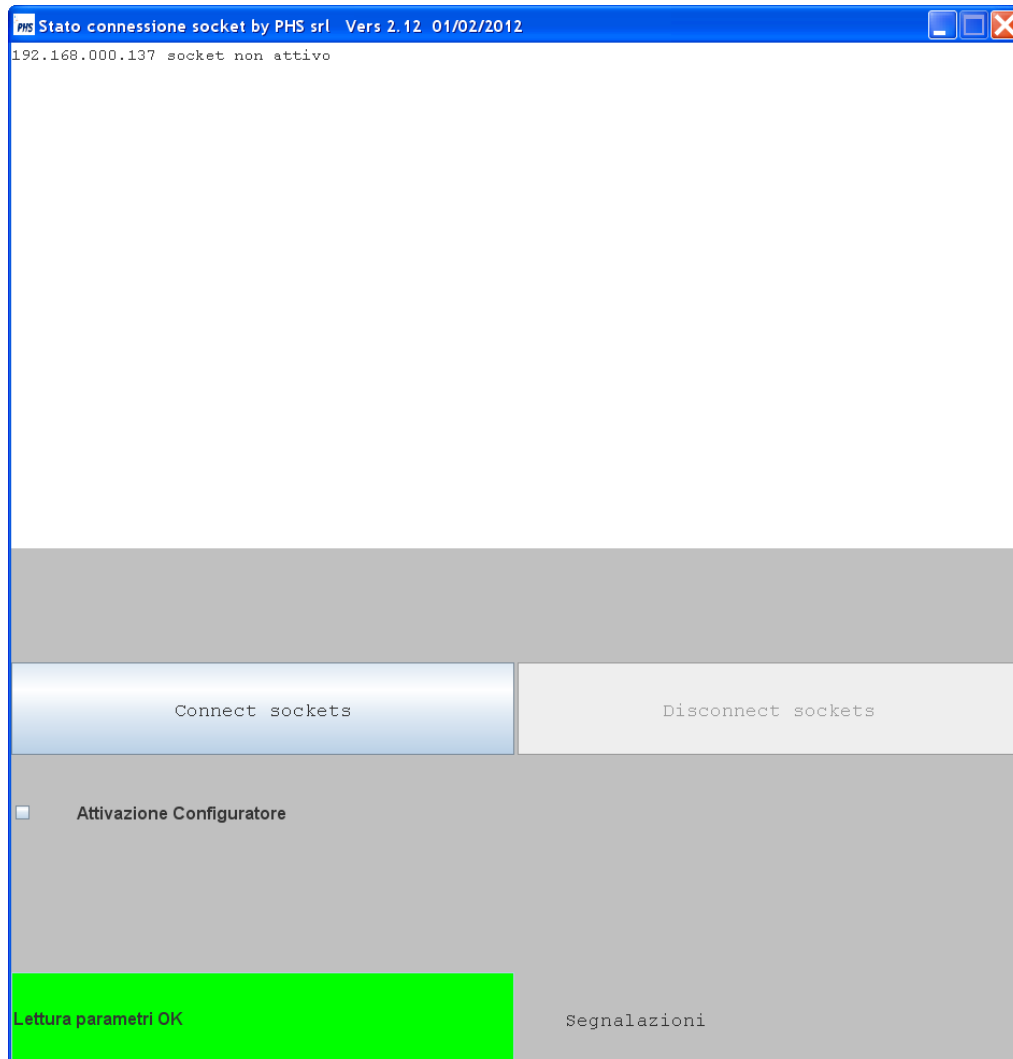 PHS Stato connessione socket by PHS srl Vers 2.12 01/02/2012
192.168.000.137 socket non attivo
Connect sockets
Disconnect sockets
Attivazione Configuratore
Lettura parametri OK
Segnalazioni